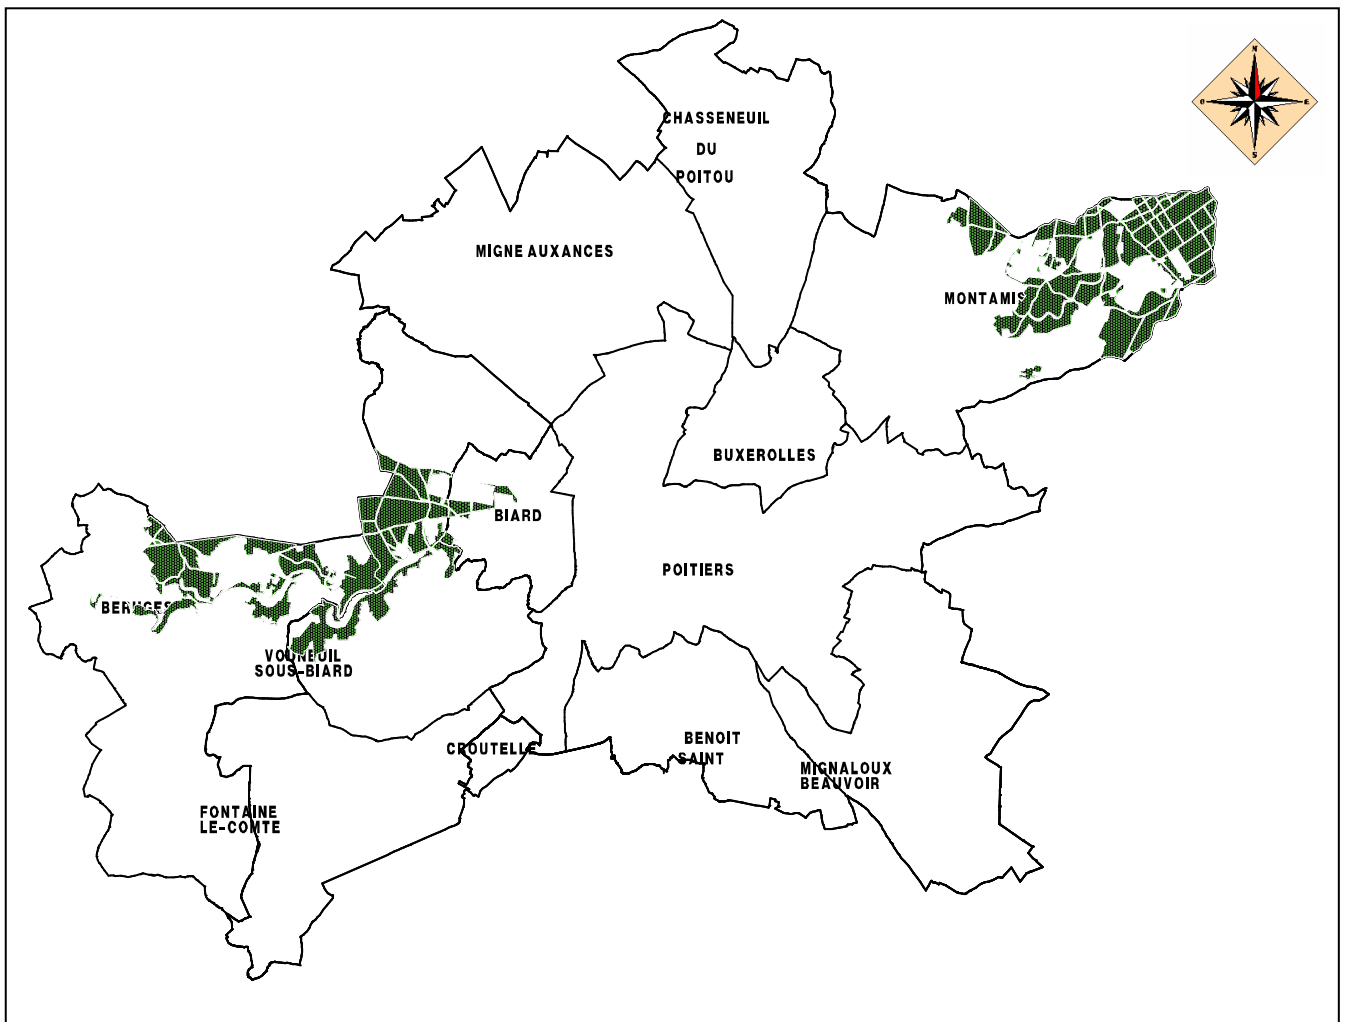 N
O
E
S
CHASSENEUIL
DU
POITOU
MIGNE AUXANCES
MONTAMIS
BUXEROLLES
BIARD
POITIERS
BERUGES
VOUNEUIL
SOUS-BIARD
CROUTELLE
BENOIT
SAINT
MIGNALOUX
BEAUVOIR
FONTAINE
LE-COMTE